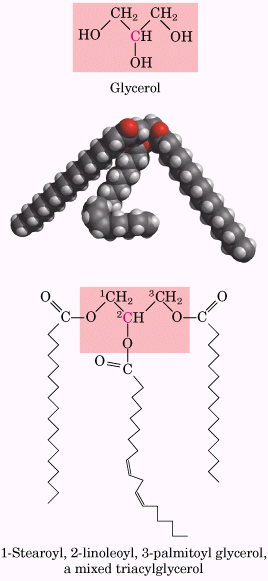 CH₂ CH₂
HO CH OH
OH
Glycerol
O ¹CH₂ ³CH₂ O
C O ²CH O C
O
O=C
1-Stearoyl, 2-linoleoyl, 3-palmitoyl glycerol,
a mixed triacylglycerol